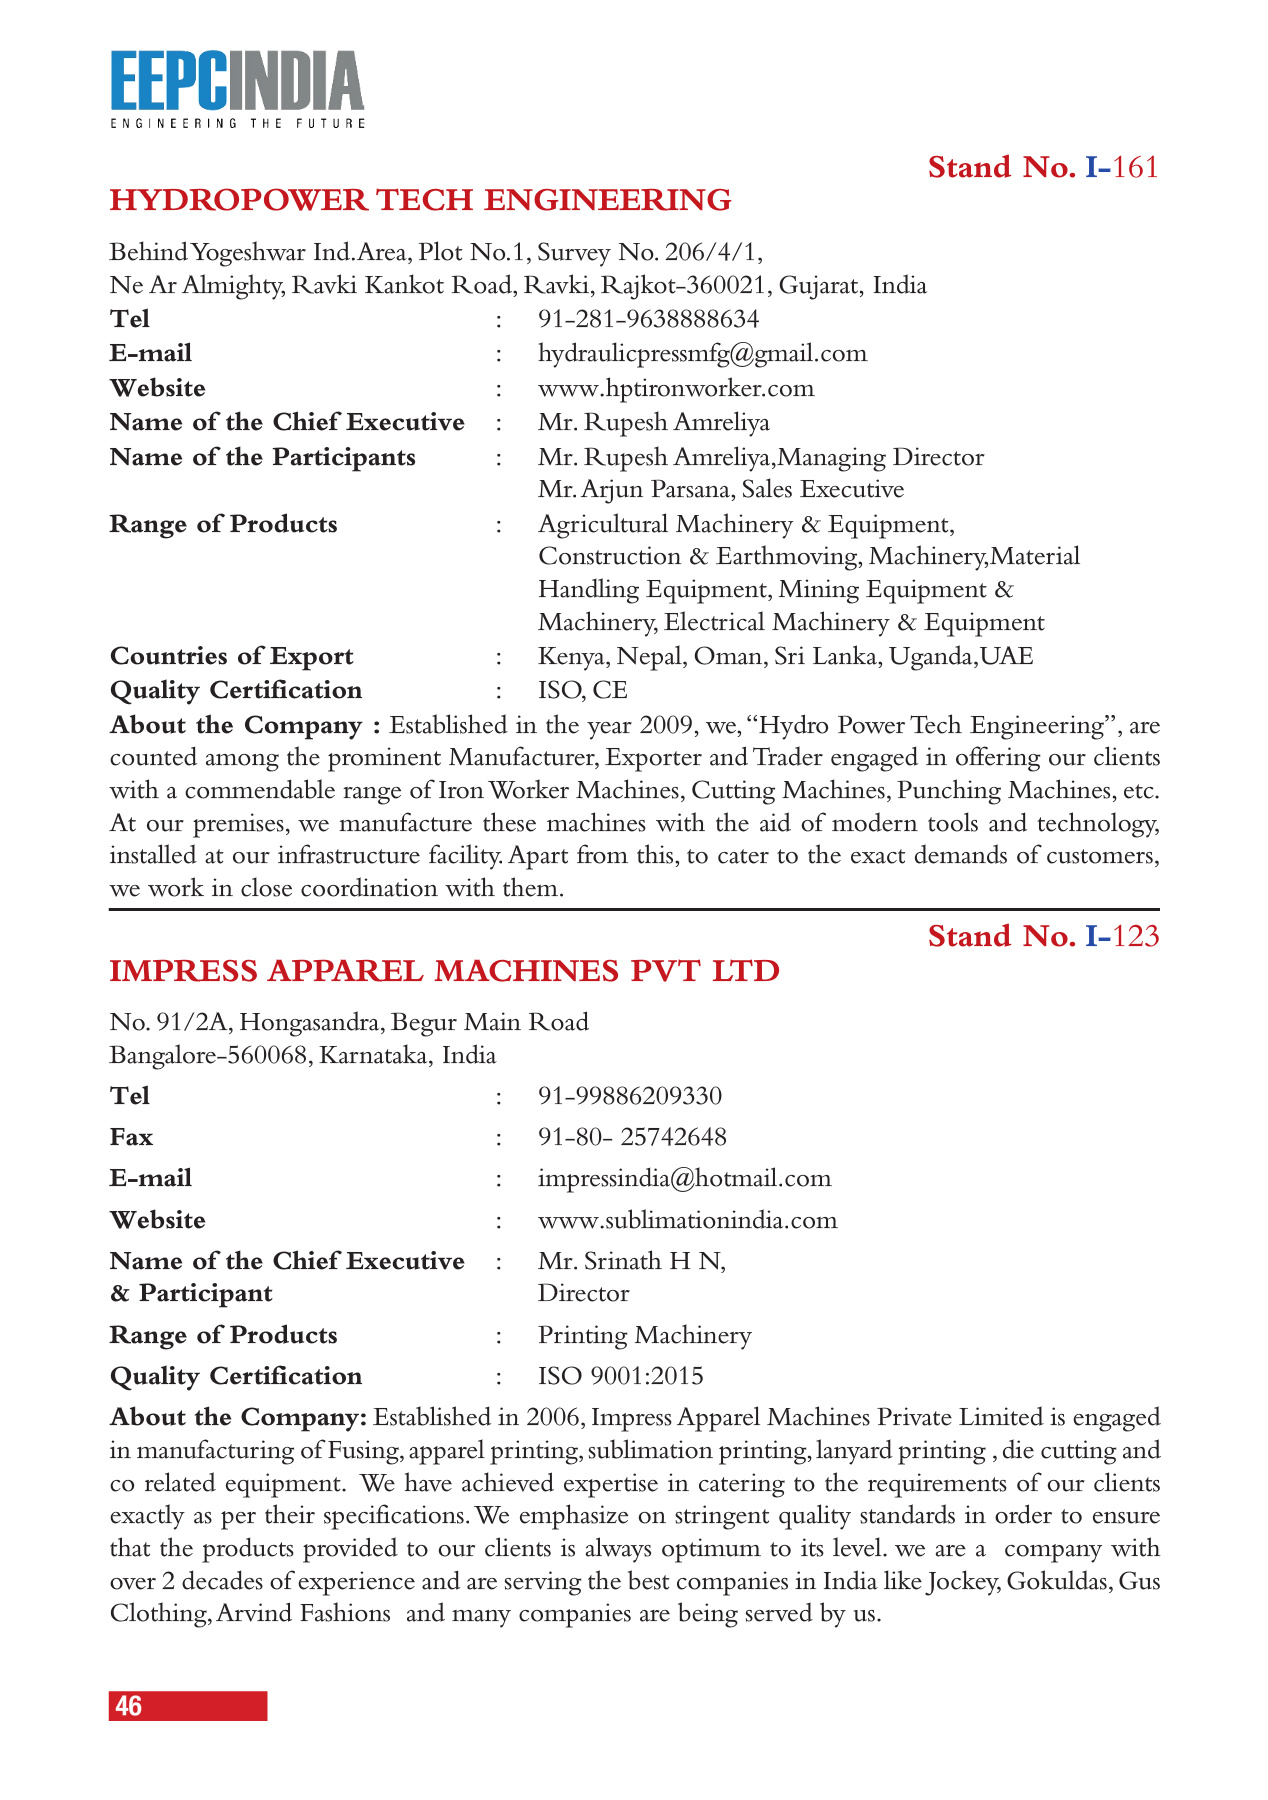 EEPCINDIA
ENGINEERING THE FUTURE
Stand No. I-161
HYDROPOWER TECH ENGINEERING
Behind Yogeshwar Ind.Area, Plot No.1, Survey No. 206/4/1,
Ne Ar Almighty, Ravki Kankot Road, Ravki, Rajkot-360021, Gujarat, India
Tel : 91-281-9638888634
E-mail : hydraulicpressmfg@gmail.com
Website : www.hptironworker.com
Name of the Chief Executive : Mr. Rupesh Amreliya
Name of the Participants : Mr. Rupesh Amreliya,Managing Director
Mr. Arjun Parsana, Sales Executive
Range of Products : Agricultural Machinery & Equipment,
Construction & Earthmoving, Machinery,Material
Handling Equipment, Mining Equipment &
Machinery, Electrical Machinery & Equipment
Countries of Export : Kenya, Nepal, Oman, Sri Lanka, Uganda,UAE
Quality Certification : ISO, CE
About the Company : Established in the year 2009, we, “Hydro Power Tech Engineering”, are
counted among the prominent Manufacturer, Exporter and Trader engaged in offering our clients
with a commendable range of Iron Worker Machines, Cutting Machines, Punching Machines, etc.
At our premises, we manufacture these machines with the aid of modern tools and technology,
installed at our infrastructure facility. Apart from this, to cater to the exact demands of customers,
we work in close coordination with them.
Stand No. I-123
IMPRESS APPAREL MACHINES PVT LTD
No. 91/2A, Hongasandra, Begur Main Road
Bangalore-560068, Karnataka, India
Tel : 91-99886209330
Fax : 91-80- 25742648
E-mail : impressindia@hotmail.com
Website : www.sublimationindia.com
Name of the Chief Executive : Mr. Srinath H N,
& Participant Director
Range of Products : Printing Machinery
Quality Certification : ISO 9001:2015
About the Company: Established in 2006, Impress Apparel Machines Private Limited is engaged
in manufacturing of Fusing, apparel printing, sublimation printing, lanyard printing , die cutting and
co related equipment. We have achieved expertise in catering to the requirements of our clients
exactly as per their specifications. We emphasize on stringent quality standards in order to ensure
that the products provided to our clients is always optimum to its level. we are a company with
over 2 decades of experience and are serving the best companies in India like Jockey, Gokuldas, Gus
Clothing, Arvind Fashions and many companies are being served by us.
46